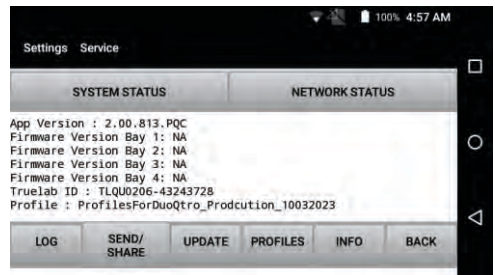 100% 4:57 AM
Settings Service
SYSTEM STATUS NETWORK STATUS
App Version : 2.00.813.PQC
Firmware Version Bay 1: NA
Firmware Version Bay 2: NA
Firmware Version Bay 3: NA
Firmware Version Bay 4: NA
Truelab ID : TLQU0206-43243728
Profile : ProfilesForDuoQtro_Prodcution_10032023
LOG SEND/ SHARE UPDATE PROFILES INFO BACK